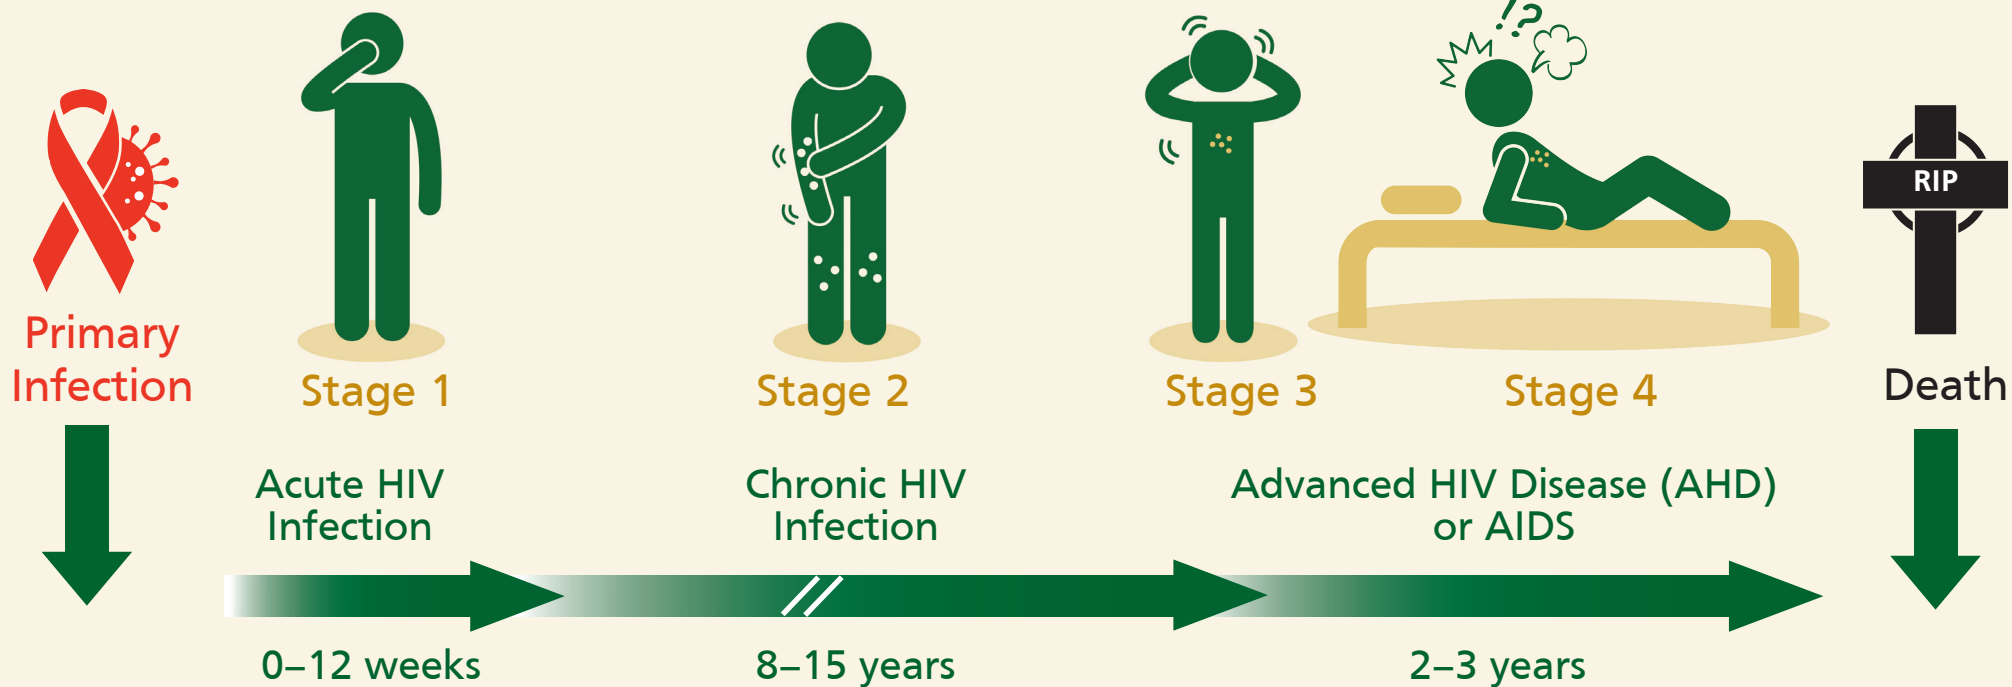 !?
RIP
Primary
Infection
Stage 1
Stage 2
Stage 3
Stage 4
Death
Acute HIV
Infection
Chronic HIV
Infection
Advanced HIV Disease (AHD)
or AIDS
0–12 weeks
8–15 years
2–3 years